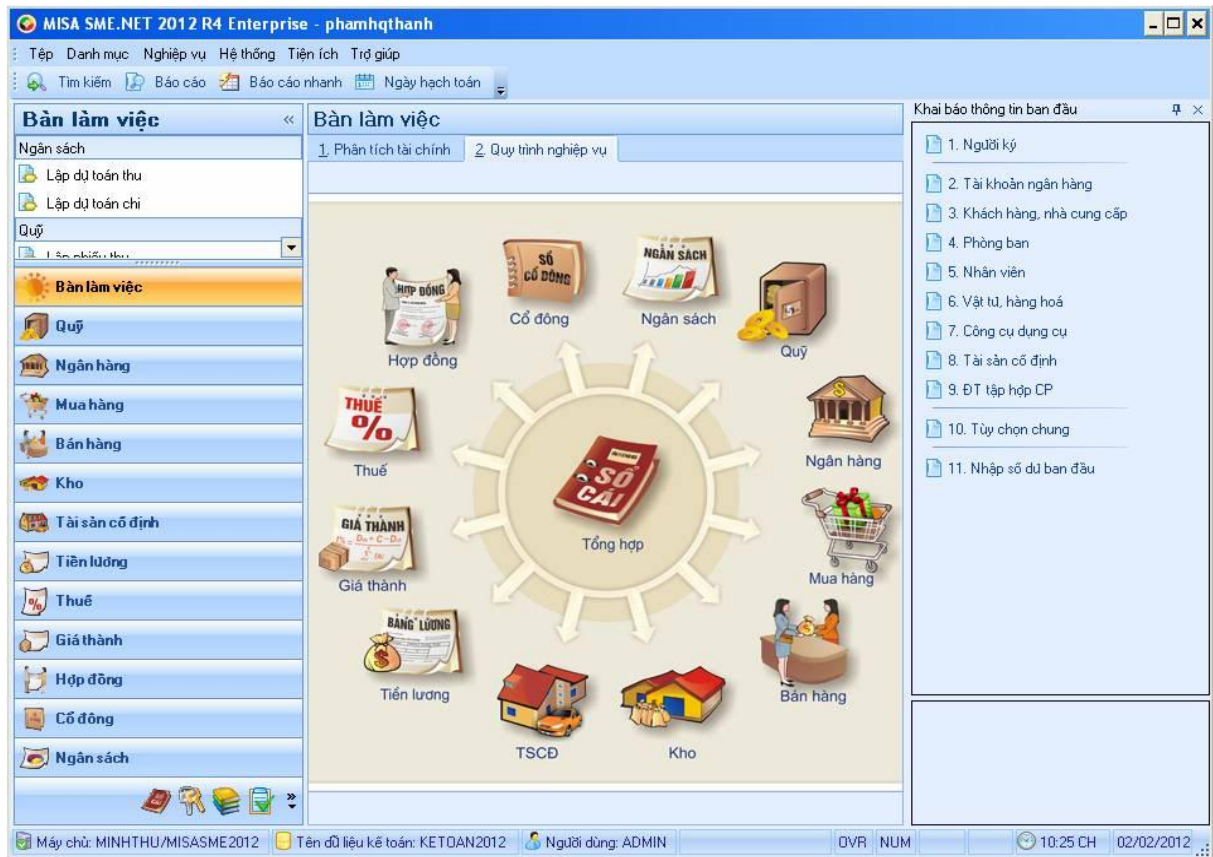 MISA SME.NET 2012 R4 Enterprise - phamhqthanh
Tệp Danh mục Nghiệp vụ Hệ thống Tiện ích Trợ giúp
Tìm kiếm Báo cáo Báo cáo nhanh Ngày hạch toán
Bàn làm việc «
Ngân sách
Lập dự toán thu
Lập dự toán chi
Quỹ
Lập phiếu thu
Bàn làm việc
Quỹ
Ngân hàng
Mua hàng
Bán hàng
Kho
Tài sản cố định
Tiền lương
Thuế
Giá thành
Hợp đồng
Cổ đông
Ngân sách
Bàn làm việc
1. Phân tích tài chính 2. Quy trình nghiệp vụ
HỢP ĐỒNG
Hợp đồng
SỔ CỔ ĐÔNG
Cổ đông
NGÂN SÁCH
Ngân sách
Quỹ
THUẾ %
Thuế
Ngân hàng
SỔ CÁI
Tổng hợp
GIÁ THÀNH
Giá thành
Mua hàng
BẢNG LƯƠNG
Tiền lương
Bán hàng
TSCĐ
Kho
Khai báo thông tin ban đầu
1. Người ký
2. Tài khoản ngân hàng
3. Khách hàng, nhà cung cấp
4. Phòng ban
5. Nhân viên
6. Vật tư, hàng hoá
7. Công cụ dụng cụ
8. Tài sản cố định
9. ĐT tập hợp CP
10. Tùy chọn chung
11. Nhập số dư ban đầu
Máy chủ: MINHTHU/MISASME2012 Tên dữ liệu kế toán: KETOAN2012 Người dùng: ADMIN OVR NUM 10:25 CH 02/02/2012